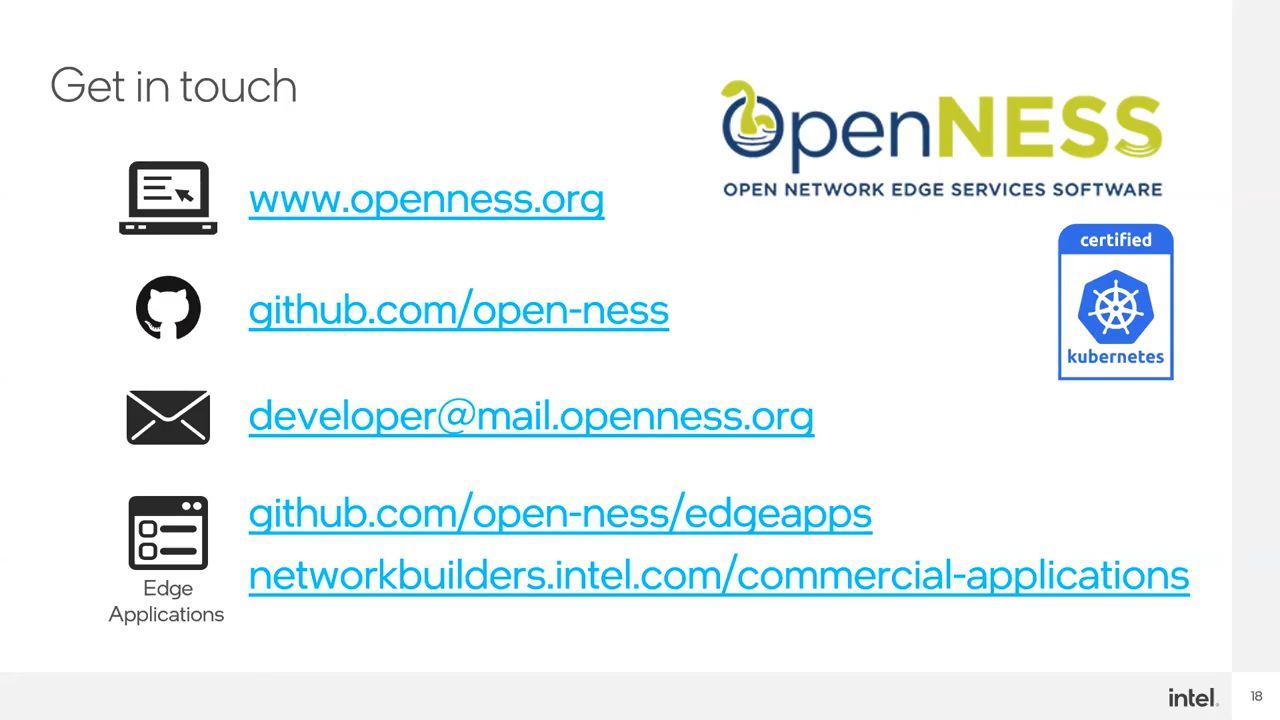 Get in touch
OpenNESS
OPEN NETWORK EDGE SERVICES SOFTWARE
www.openness.org
certified
kubernetes
github.com/open-ness
developer@mail.openness.org
github.com/open-ness/edgeapps
networkbuilders.intel.com/commercial-applications
Edge
Applications
intel.
18